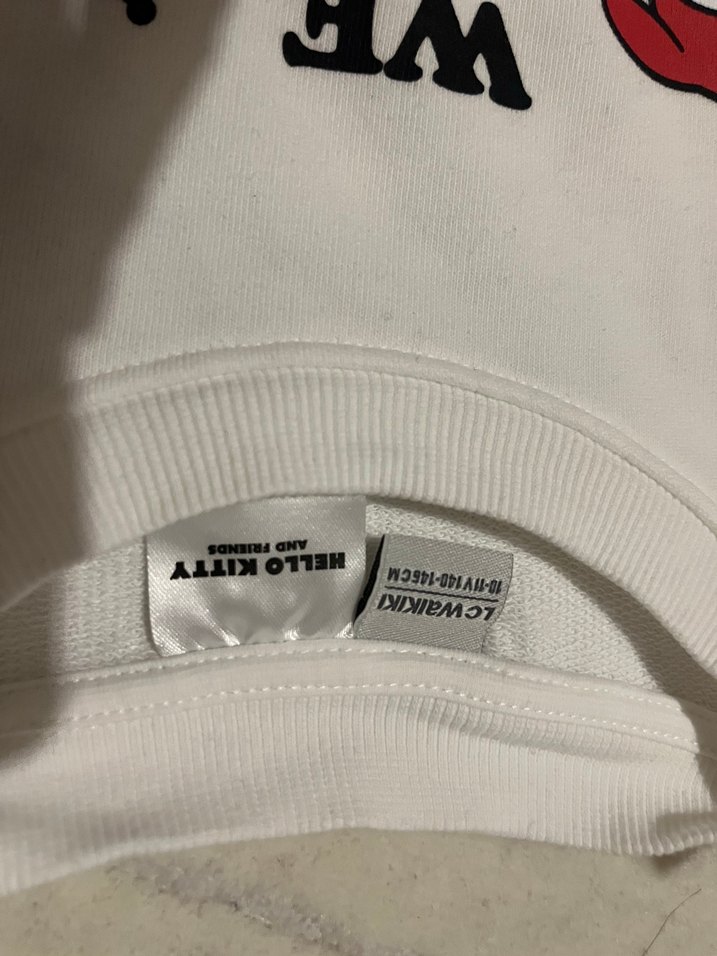 WE
HELLO KITTY
AND FRIENDS
LC WAIKIKI
10-11Y 140-146CM